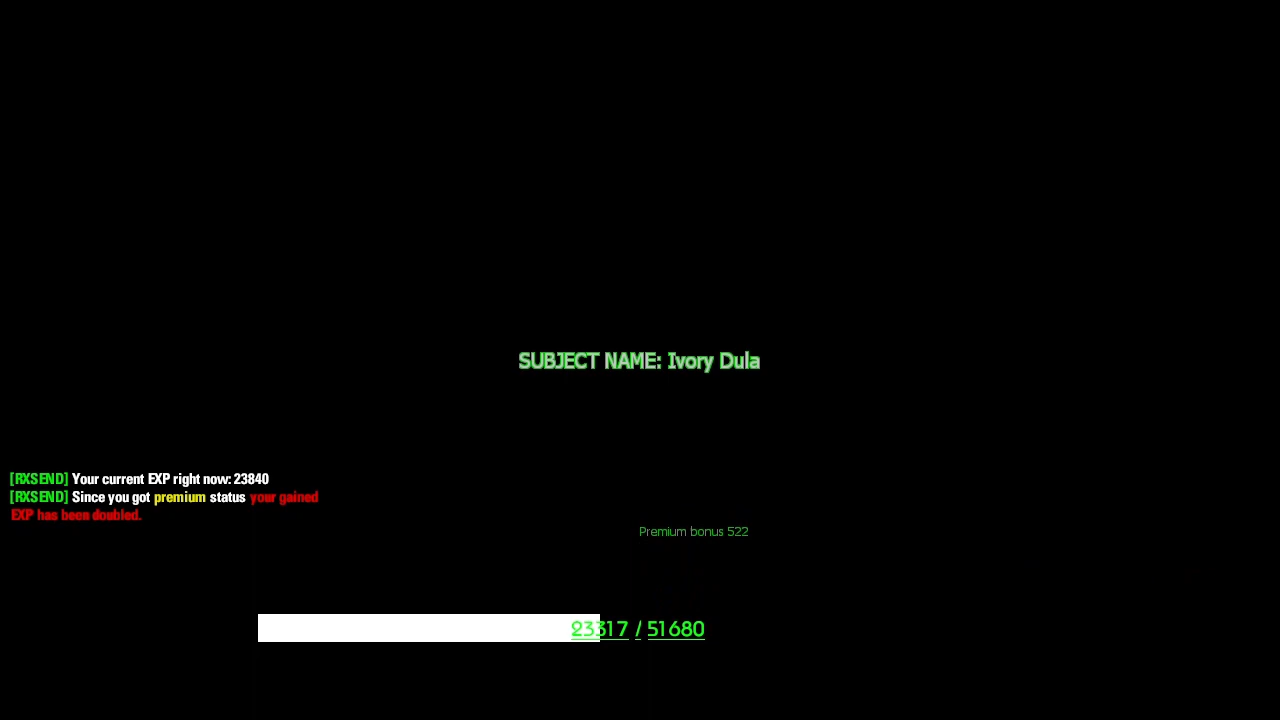 SUBJECT NAME: Ivory Dula
[RXSEND] Your current EXP right now: 23840
[RXSEND] Since you got premium status your gained
EXP has been doubled.
Premium bonus 522
23317 / 51680